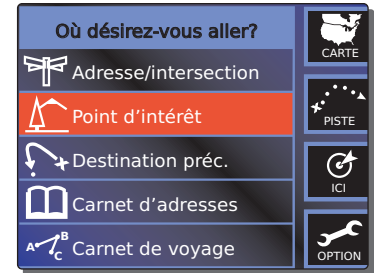 Où désirez-vous aller?
Adresse/intersection
Point d'intérêt
Destination préc.
Carnet d'adresses
A B C Carnet de voyage
CARTE
PISTE
ICI
OPTION